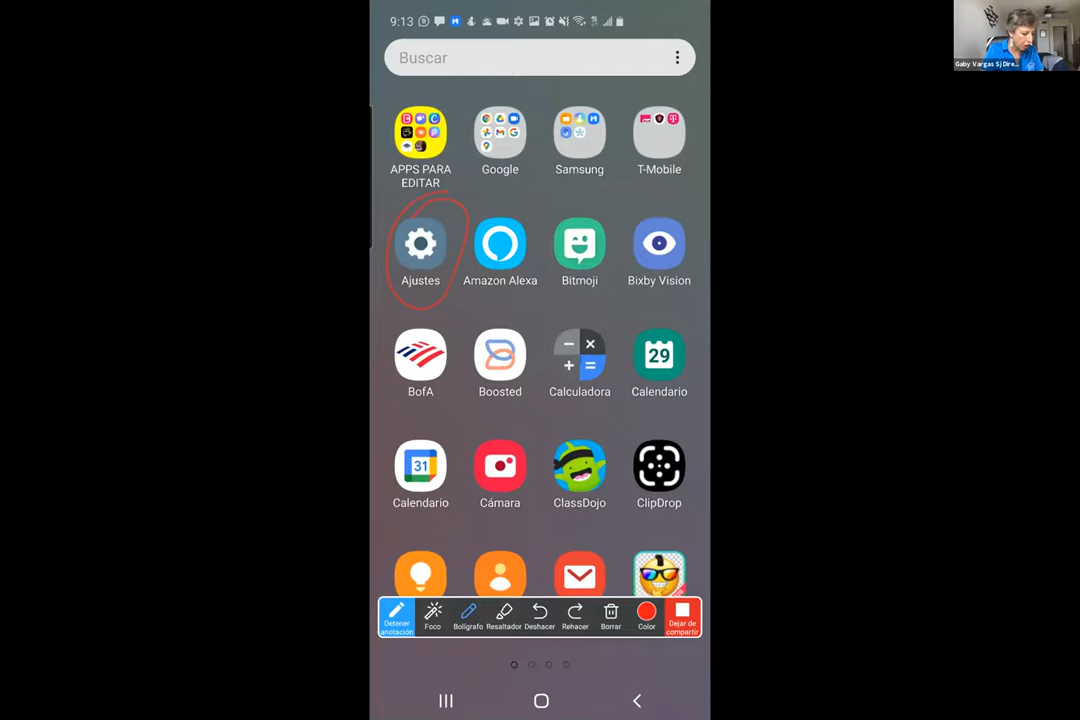 9:13
Buscar
Gaby Vargas Sj Dire...
APPS PARA EDITAR
Google
Samsung
T-Mobile
Ajustes
Amazon Alexa
Bitmoji
Bixby Vision
BofA
Boosted
Calculadora
29
Calendario
31
Calendario
Cámara
ClassDojo
ClipDrop
Detener anotación
Foco
Bolígrafo
Resaltador
Deshacer
Rehacer
Borrar
Color
Dejar de compartir